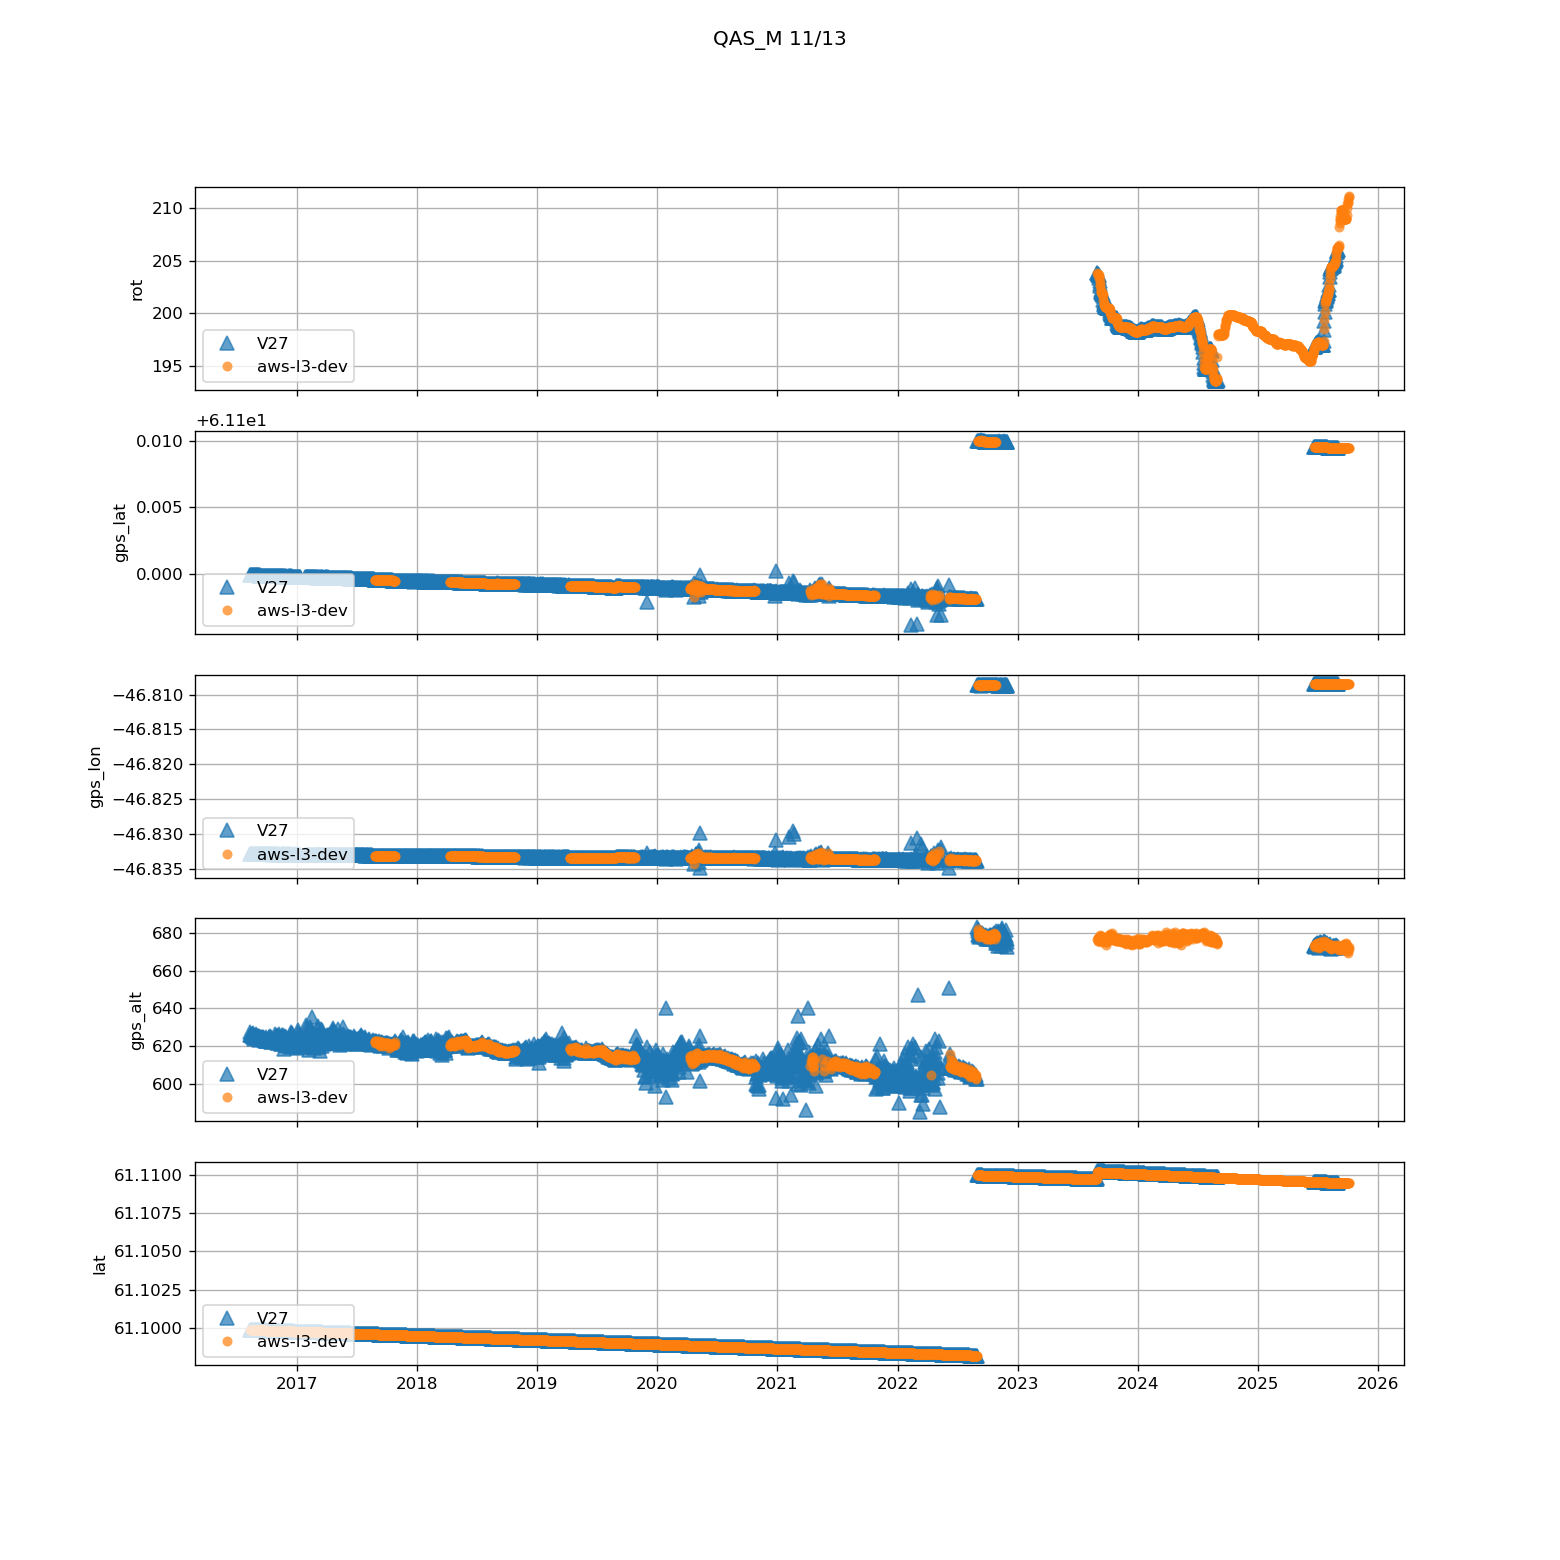 QAS_M 11/13
210
205
200
195
rot
V27
aws-l3-dev
+6.11e1
0.010
0.005
0.000
gps_lat
V27
aws-l3-dev
−46.810
−46.815
−46.820
−46.825
−46.830
−46.835
gps_lon
V27
aws-l3-dev
680
660
640
620
600
gps_alt
V27
aws-l3-dev
61.1100
61.1075
61.1050
61.1025
61.1000
lat
V27
aws-l3-dev
2017 2018 2019 2020 2021 2022 2023 2024 2025 2026